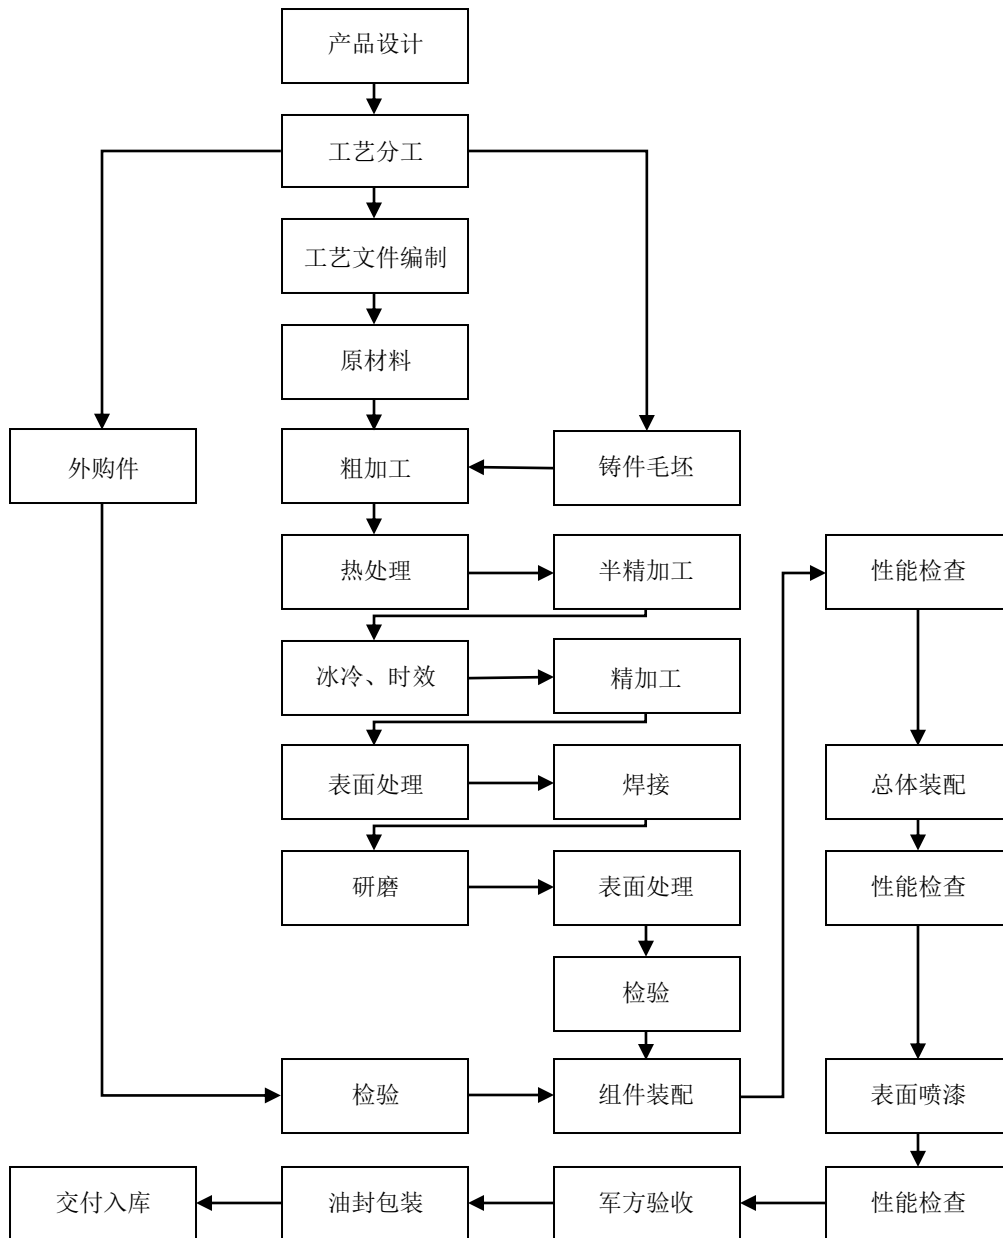 产品设计
工艺分工
工艺文件编制
原材料
外购件
粗加工
铸件毛坯
热处理
半精加工
性能检查
冰冷、时效
精加工
表面处理
焊接
总体装配
研磨
表面处理
性能检查
检验
检验
组件装配
表面喷漆
交付入库
油封包装
军方验收
性能检查